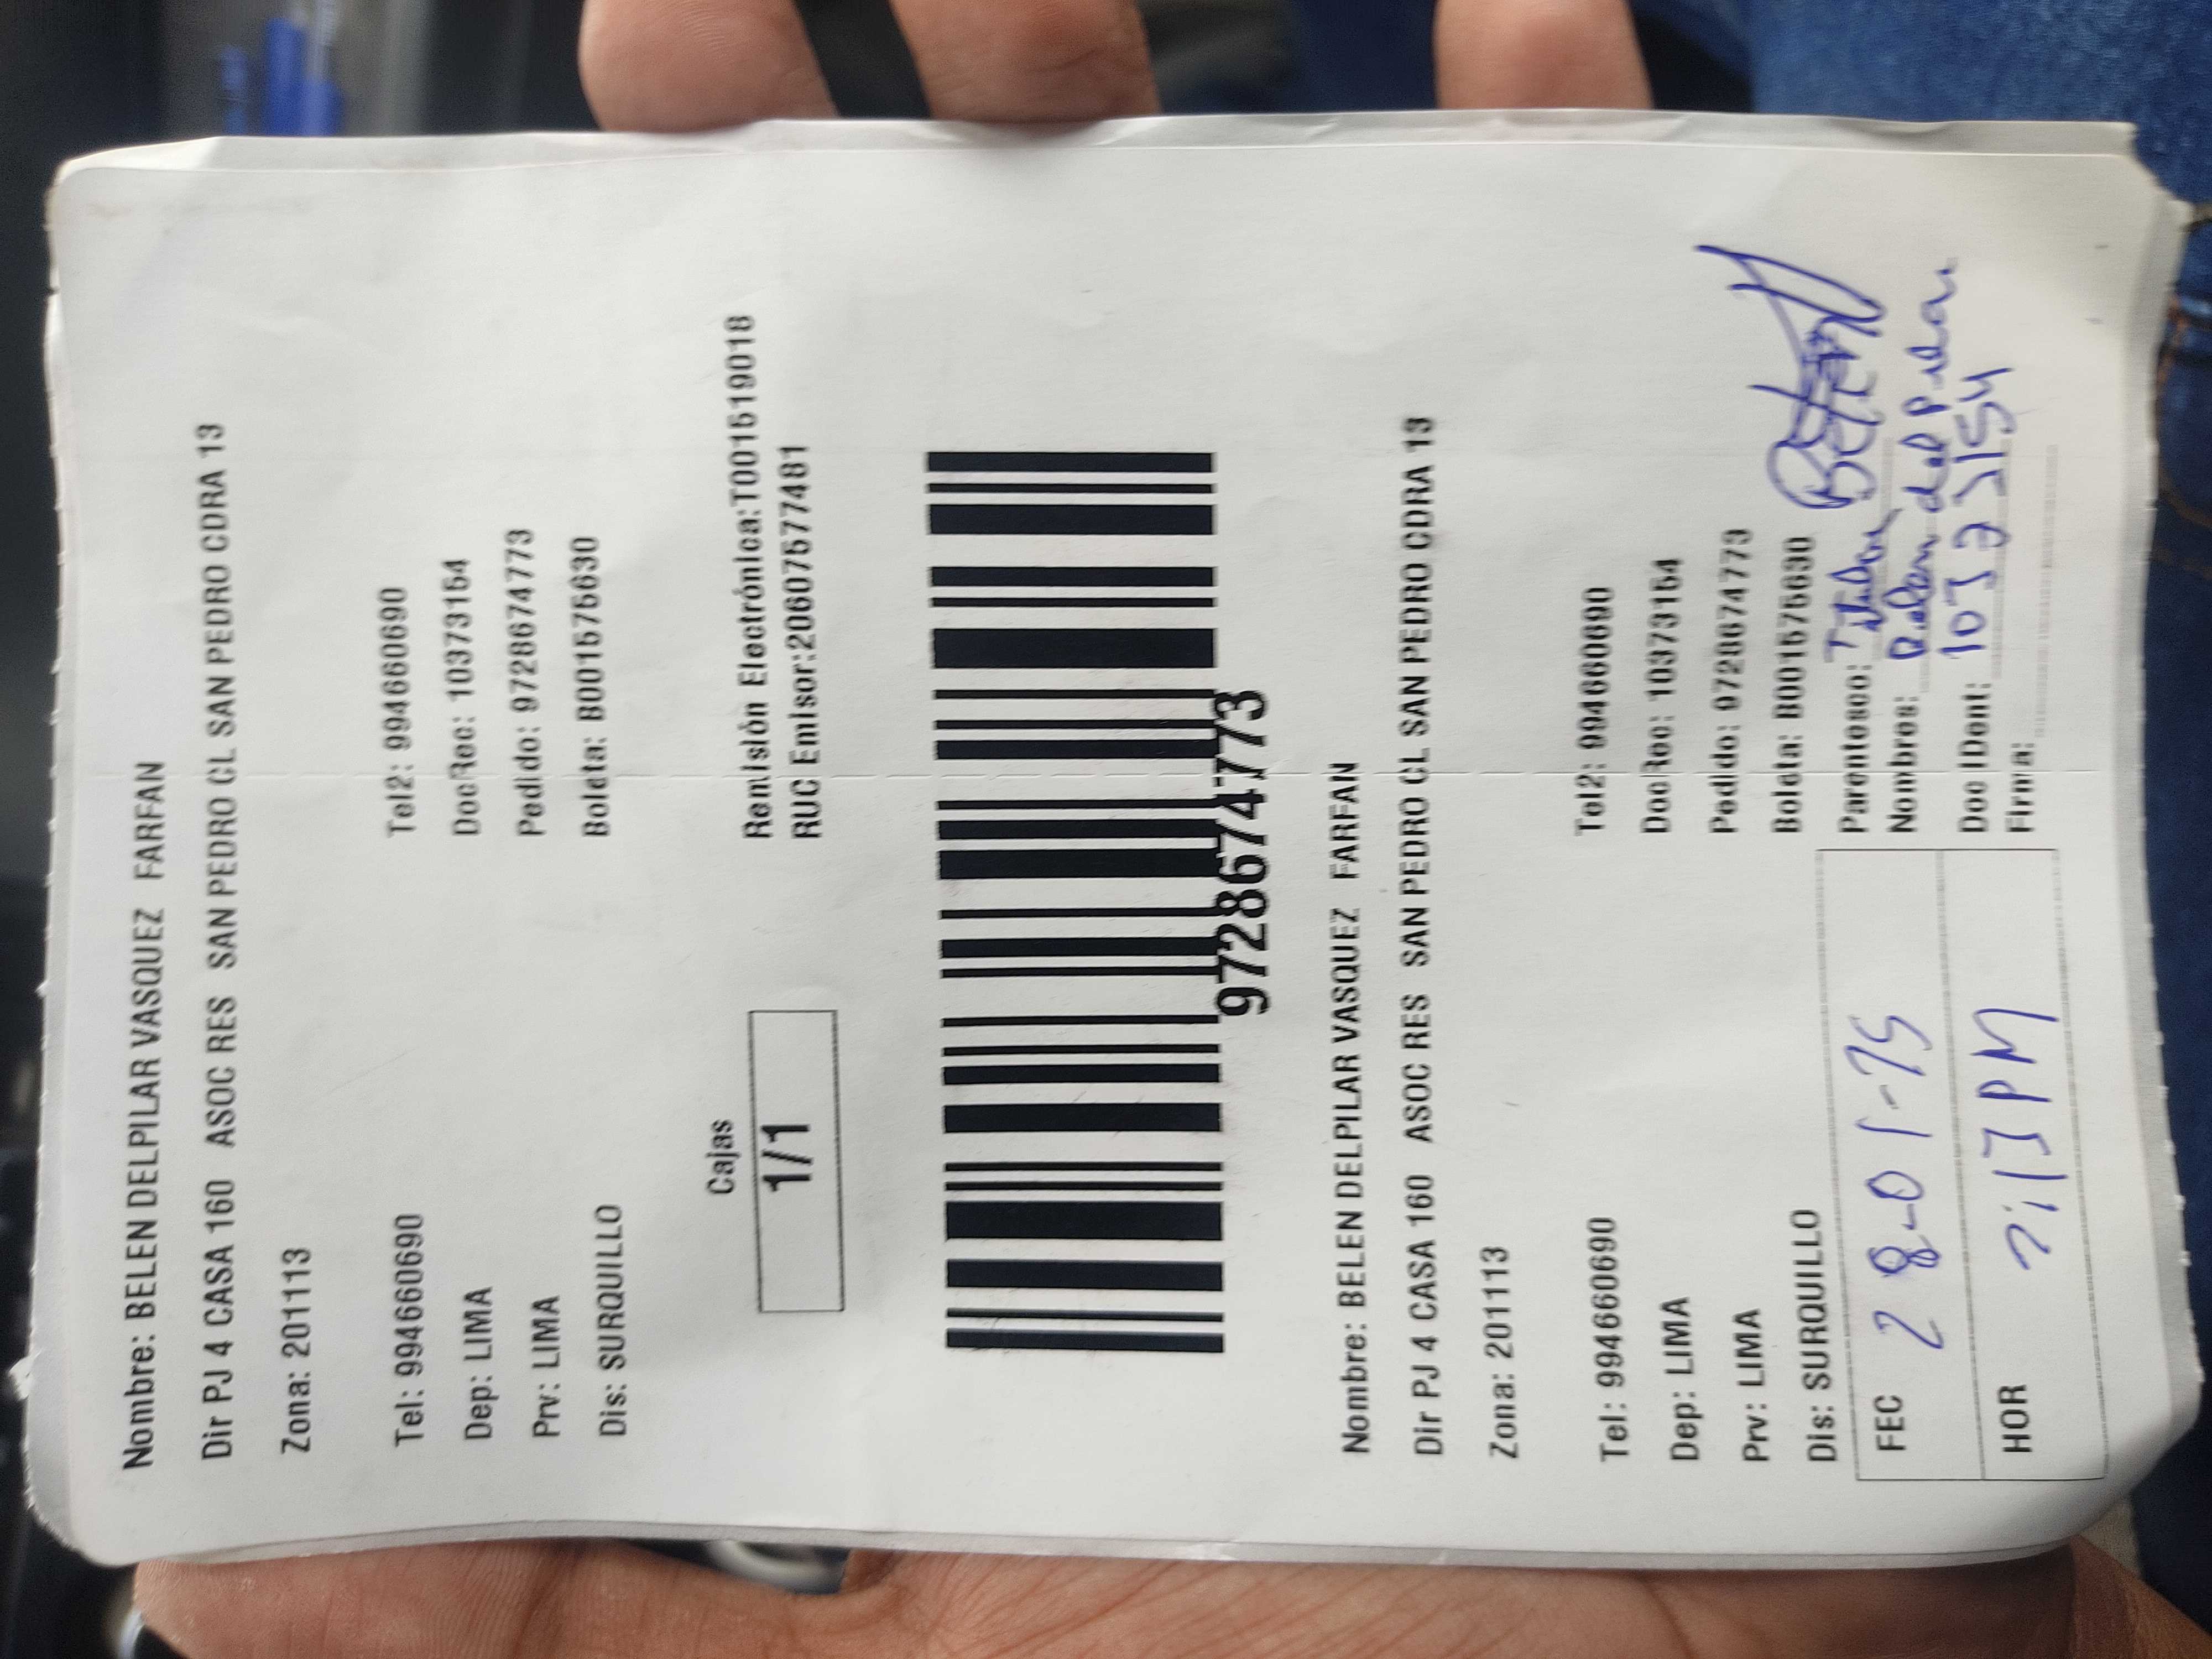 Nombre: BELEN DELPILAR VASQUEZ FARFAN
Dir PJ 4 CASA 160 ASOC RES SAN PEDRO CL SAN PEDRO CDRA 13
Zona: 201113
Tel: 994660690 Tel2: 994660690
Dep: LIMA DocRec: 10373154
Prv: LIMA Pedido: 9728674773
Dis: SURQUILLO Boleta: B001575630
Cajas
1/1
Remisión Electrónica:T001519018
RUC Emisor:20607577481
9728674773
Nombre: BELEN DELPILAR VASQUEZ FARFAN
Dir PJ 4 CASA 160 ASOC RES SAN PEDRO CL SAN PEDRO CDRA 13
Zona: 201113
Tel: 994660690 Tel2: 994660690
Dep: LIMA DocRec: 10373154
Prv: LIMA Pedido: 9728674773
Dis: SURQUILLO Boleta: B001575630
Parentesco: Titular
Nombres: Belen del Pilar
Doc IDent:
Firma:
FEC 28-01-25
HOR PM